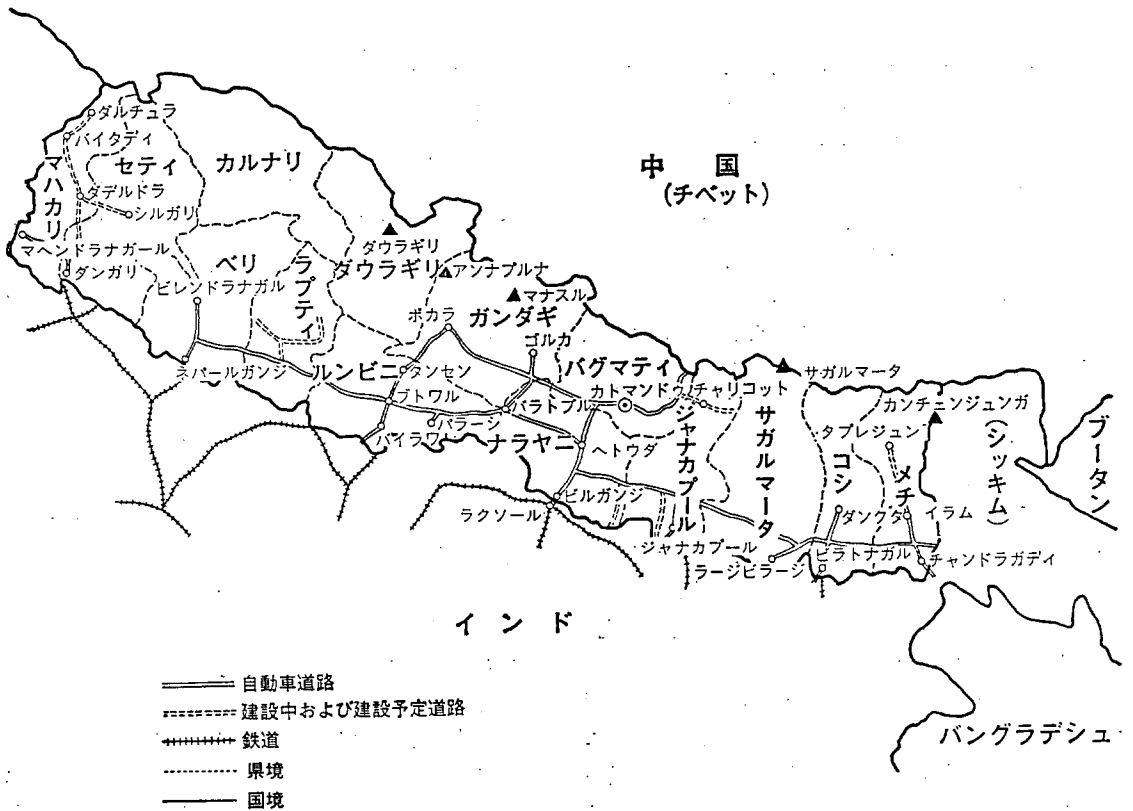 ダルチュラ
バイタディ
マハカリ
セティ
カルナリ
中国
(チベット)
ダデルドラ
シルガリ
マヘンドラナガール
ダンガリ
ベリ
ビレンドラナガル
ラプティ
ダウラギリ
ダウラギリ
アンナプルナ
マナスル
ポカラ
ガンダギ
ゴルカ
バグマティ
サガルマータ
ネパールガンジ
ルンビニ
タンセン
カトマンドゥ
チャリコット
カンチェンジュンガ
ブトワル
バラトプル
パラーシ
バイラワ
ナラヤニ
ヘトウダ
ジャナカプール
サガルマータ
タプレジュン
コシ
メチ
(シッキム)
ブータン
ビルガンジ
ラクソール
ダンクタ
イラム
ジャナカプール
ラージビラージ
ビラトナガル
チャンドラガディ
インド
バングラデシュ
自動車道路
建設中および建設予定道路
鉄道
県境
国境